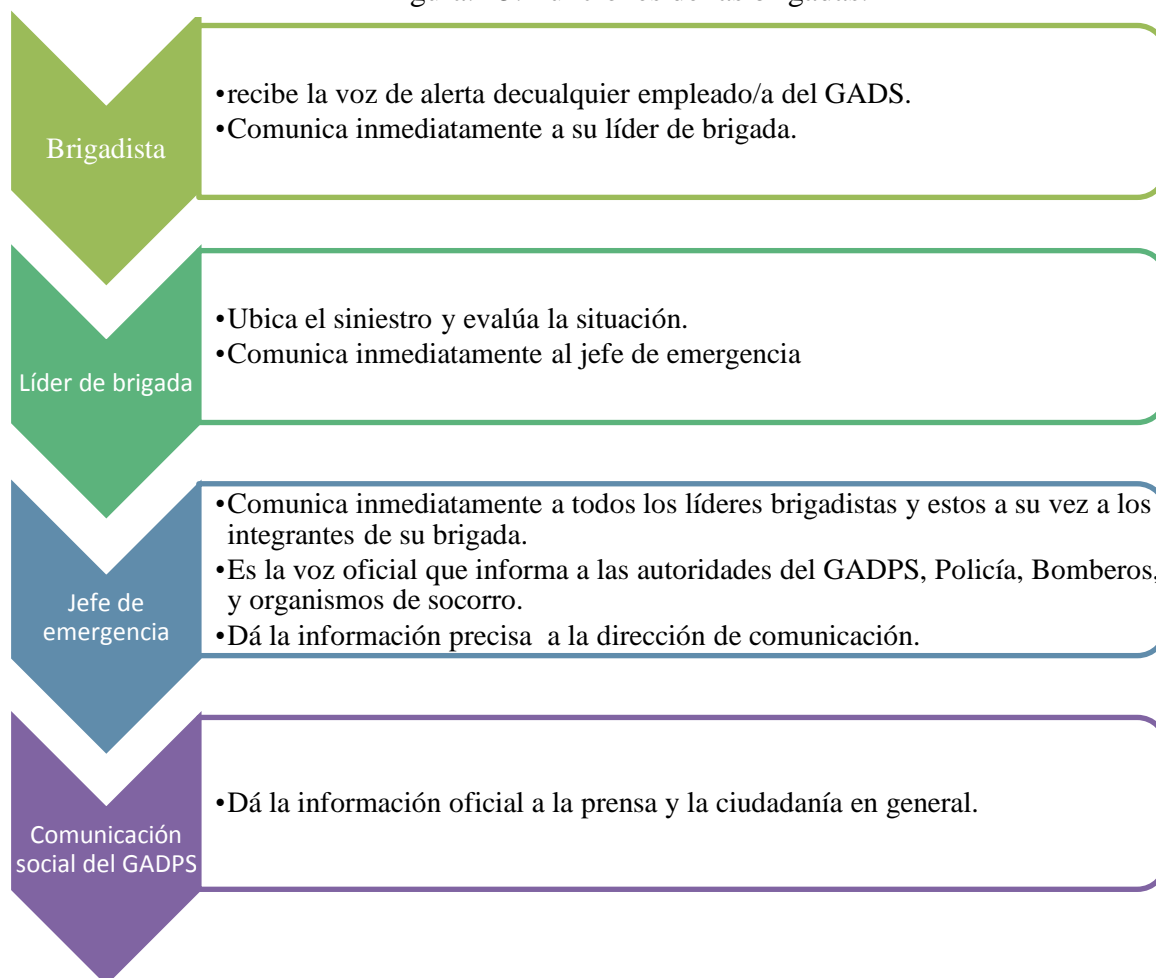 Brigadista
•recibe la voz de alerta decualquier empleado/a del GADS.
•Comunica inmediatamente a su líder de brigada.
Líder de brigada
•Ubica el siniestro y evalúa la situación.
•Comunica inmediatamente al jefe de emergencia
Jefe de
emergencia
•Comunica inmediatamente a todos los líderes brigadistas y estos a su vez a los
integrantes de su brigada.
•Es la voz oficial que informa a las autoridades del GADPS, Policía, Bomberos,
y organismos de socorro.
•Dá la información precisa  a la dirección de comunicación.
Comunicación
social del GADPS
•Dá la información oficial a la prensa y la ciudadanía en general.